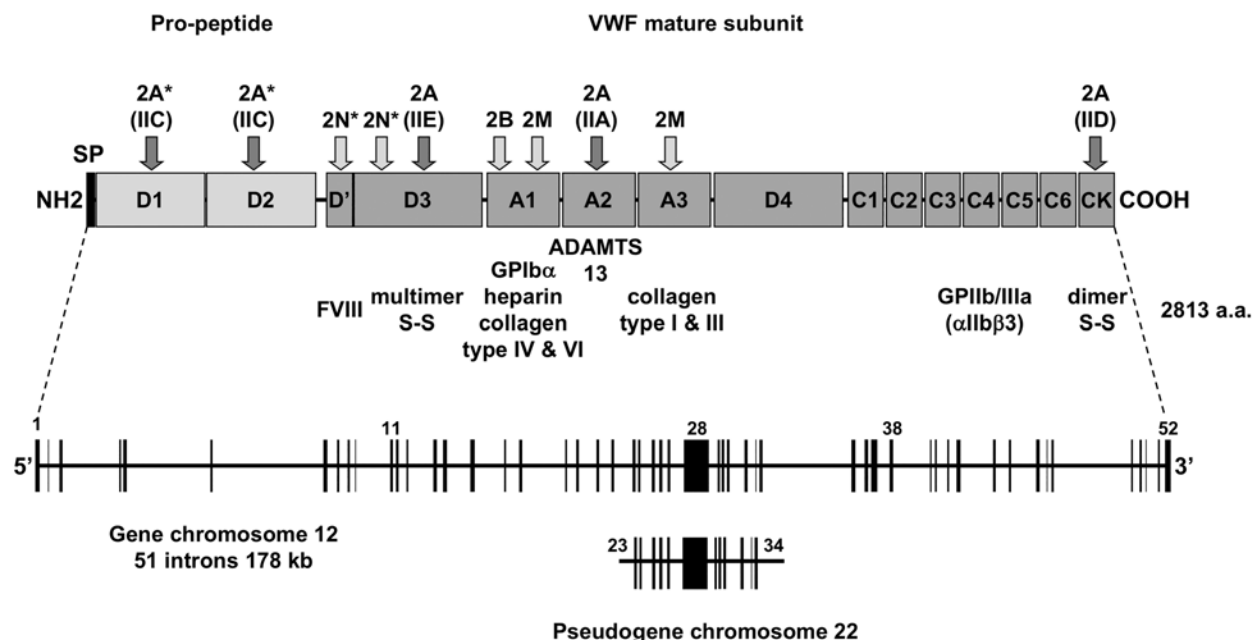 Pro-peptide VWF mature subunit
2A* 2A* 2A 2A 2A
(IIC) (IIC) 2N* 2N* (IIE) 2B 2M (IIA) 2M (IID)
SP
NH2 D1 D2 D' D3 A1 A2 A3 D4 C1 C2 C3 C4 C5 C6 CK COOH
ADAMTS
13
GPIbα
heparin
collagen
type IV & VI
FVIII
multimer
S-S
collagen
type I & III
GPIIb/IIIa
(αIIbβ3)
dimer
S-S
2813 a.a.
1 11 28 38 52
5’ 3’
Gene chromosome 12
51 introns 178 kb
23 34
Pseudogene chromosome 22